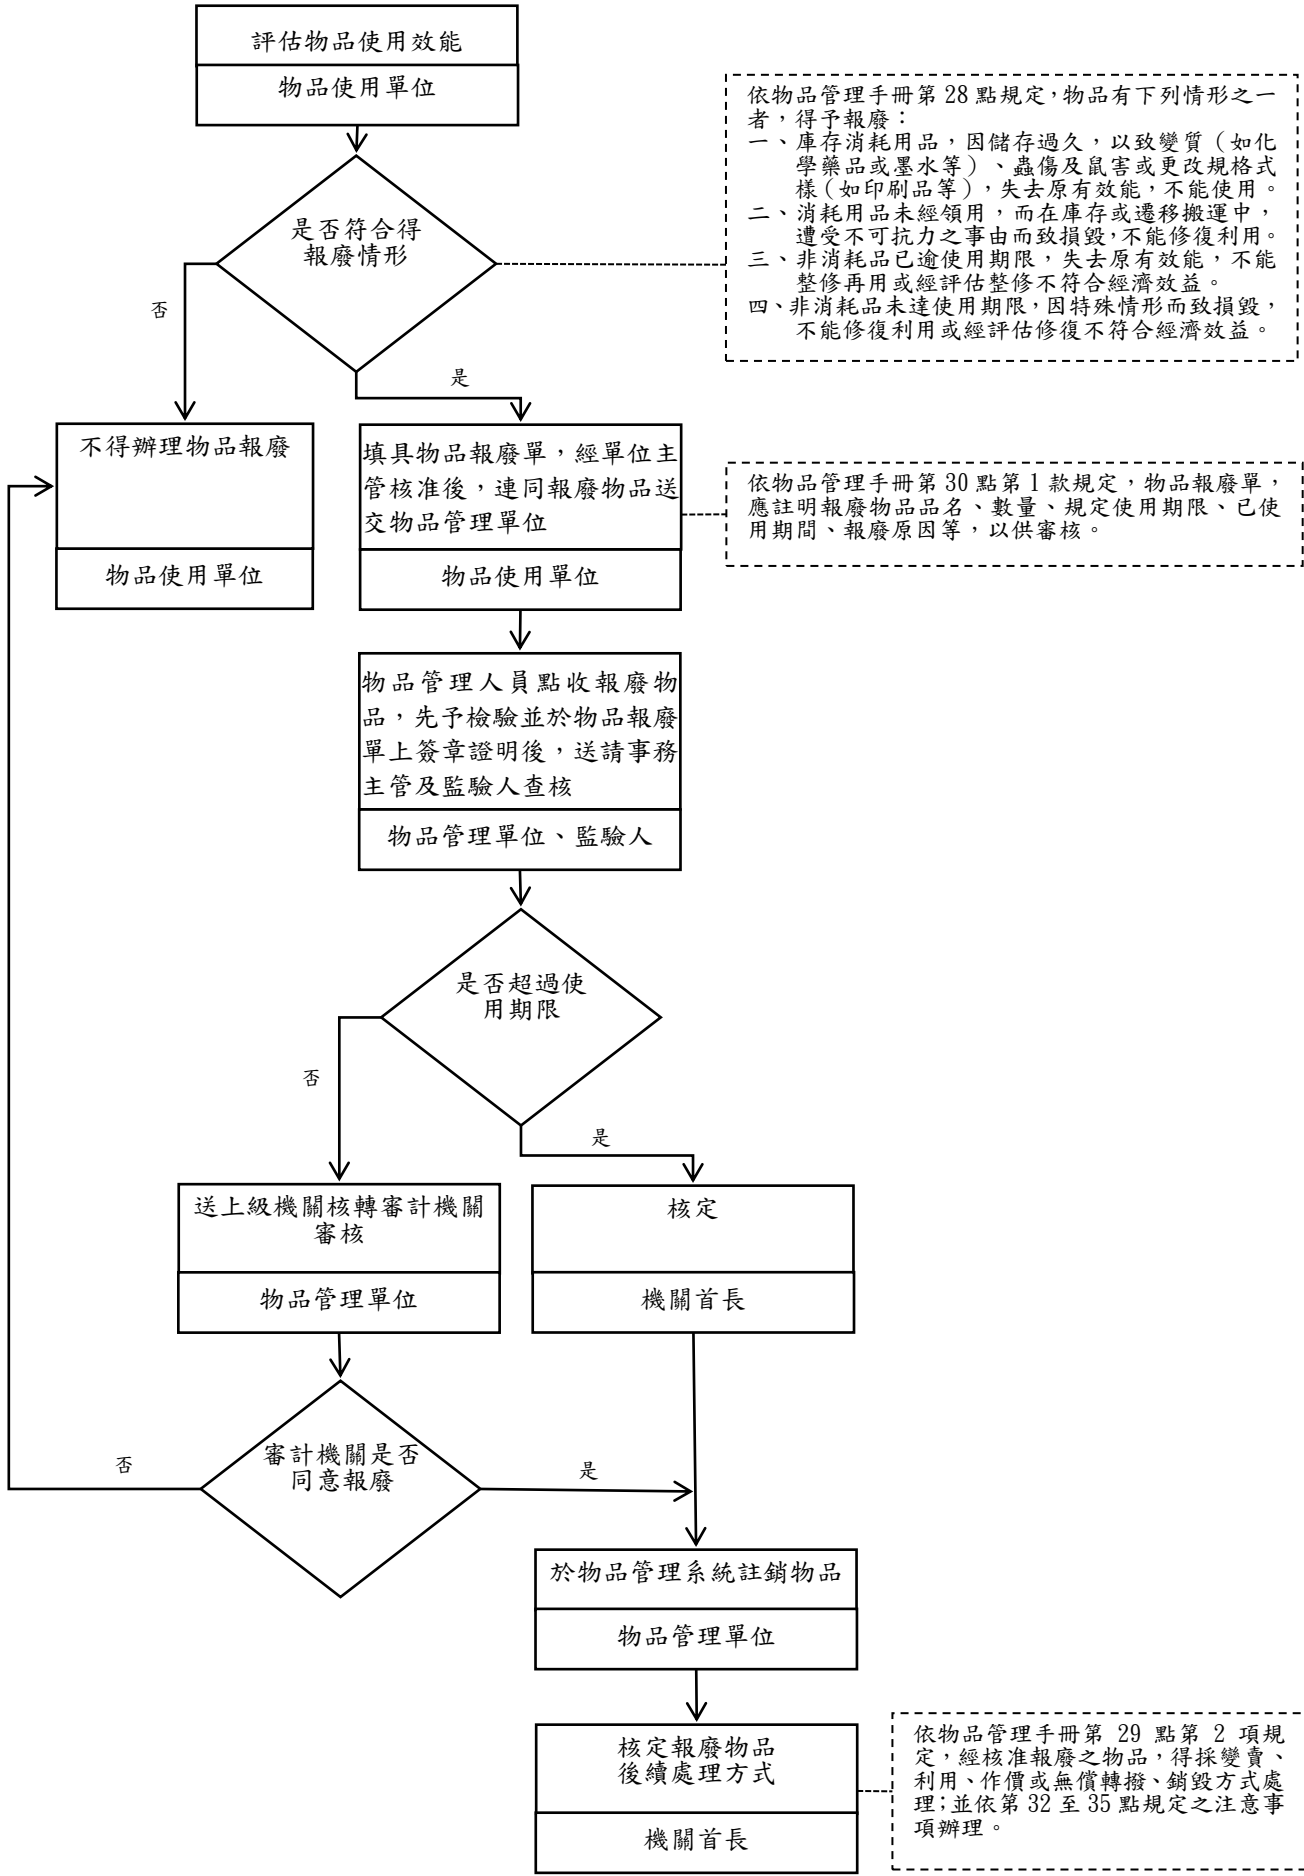 評估物品使用效能
物品使用單位
依物品管理手冊第 28 點規定,物品有下列情形之一
者,得予報廢:
一、庫存消耗用品,因儲存過久,以致變質(如化
學藥品或墨水等)、蟲傷及鼠害或更改規格式
樣(如印刷品等),失去原有效能,不能使用。
二、消耗用品未經領用,而在庫存或遷移搬運中,
遭受不可抗力之事由而致損毀,不能修復利用。
三、非消耗品已逾使用期限,失去原有效能,不能
整修再用或經評估整修不符合經濟效益。
四、非消耗品未達使用期限,因特殊情形而致損毀,
不能修復利用或經評估修復不符合經濟效益。
是否符合得
報廢情形
否
是
不得辦理物品報廢
物品使用單位
填具物品報廢單,經單位主
管核准後,連同報廢物品送
交物品管理單位
物品使用單位
依物品管理手冊第 30 點第 1 款規定,物品報廢單,
應註明報廢物品品名、數量、規定使用期限、已使
用期間、報廢原因等,以供審核。
物品管理人員點收報廢物
品,先予檢驗並於物品報廢
單上簽章證明後,送請事務
主管及監驗人查核
物品管理單位、監驗人
是否超過使
用期限
否
是
送上級機關核轉審計機關
審核
物品管理單位
核定
機關首長
審計機關是否
同意報廢
否
是
於物品管理系統註銷物品
物品管理單位
核定報廢物品
後續處理方式
機關首長
依物品管理手冊第 29 點第 2 項規
定,經核准報廢之物品,得採變賣、
利用、作價或無償轉撥、銷毀方式處
理;並依第 32 至 35 點規定之注意事
項辦理。